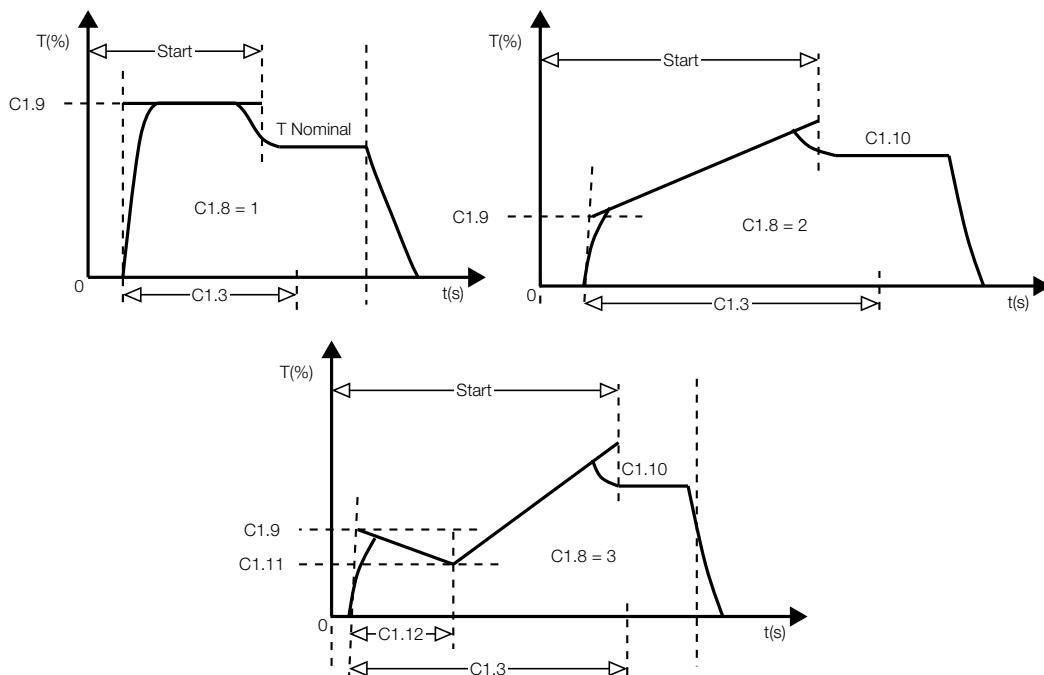 T(%)
Start
C1.9
T Nominal
C1.8 = 1
0
C1.3
t(s)
T(%)
Start
C1.10
C1.9
C1.8 = 2
0
C1.3
t(s)
T(%)
Start
C1.10
C1.9
C1.11
C1.8 = 3
0
C1.12
t(s)
C1.3